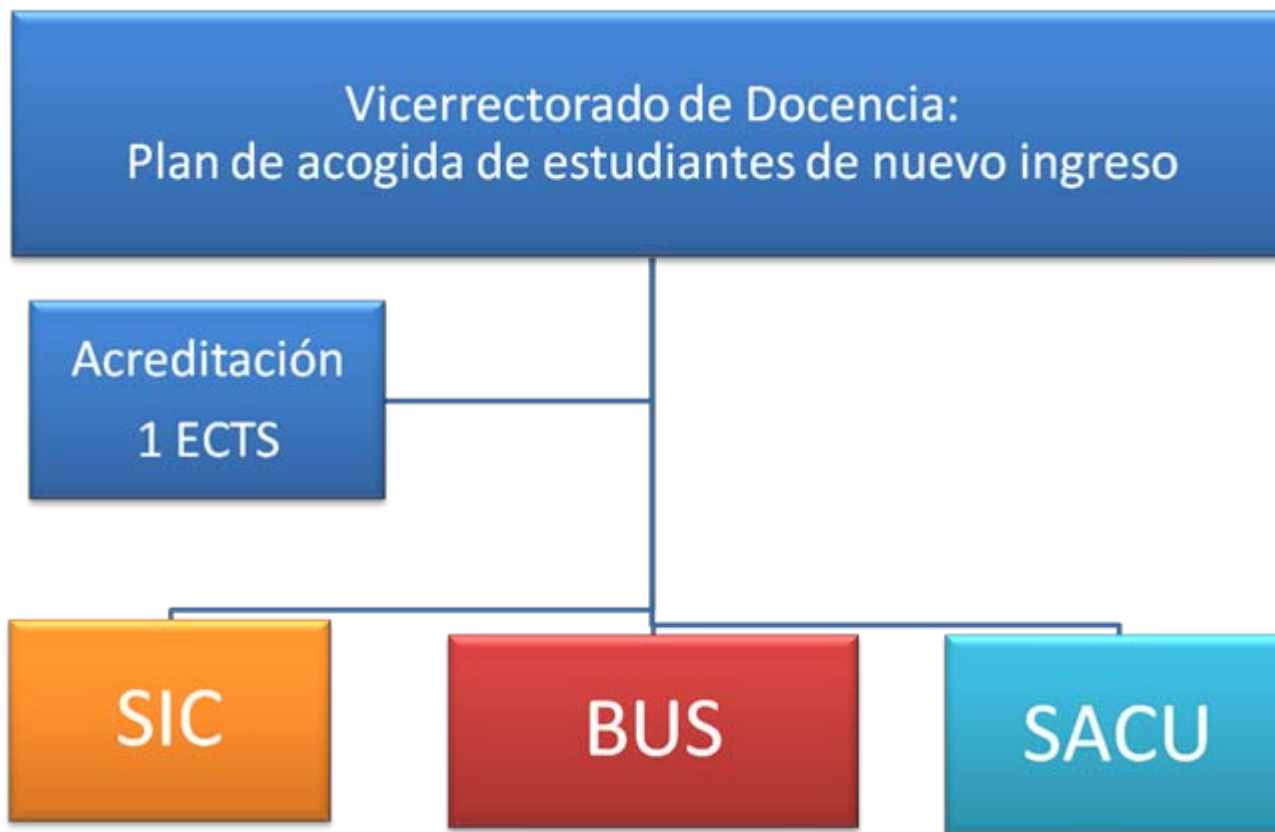 Vicerrectorado de Docencia:
Plan de acogida de estudiantes de nuevo ingreso
Acreditación
1 ECTS
SIC
BUS
SACU